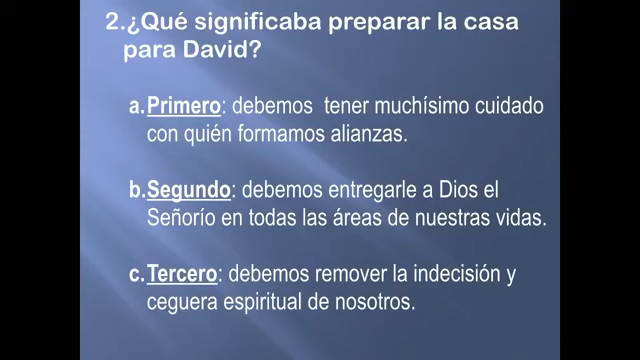 2.¿Qué significaba preparar la casa
para David?
a.Primero: debemos  tener muchísimo cuidado
con quién formamos alianzas.
b.Segundo: debemos entregarle a Dios el
Señorío en todas las áreas de nuestras vidas.
c.Tercero: debemos remover la indecisión y
ceguera espiritual de nosotros.